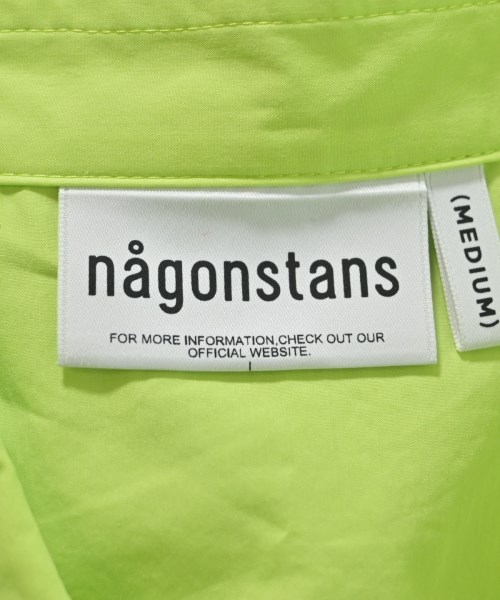 någonstans
FOR MORE INFORMATION,CHECK OUT OUR
OFFICIAL WEBSITE.
(MEDIUM)